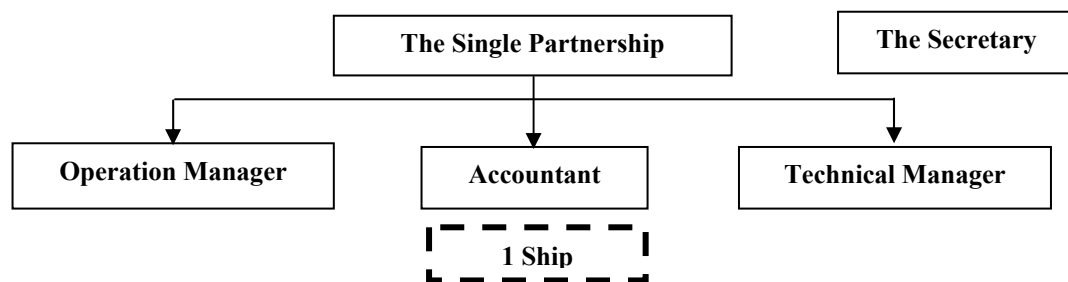 The Single Partnership
The Secretary
Operation Manager
Accountant
Technical Manager
1 Ship